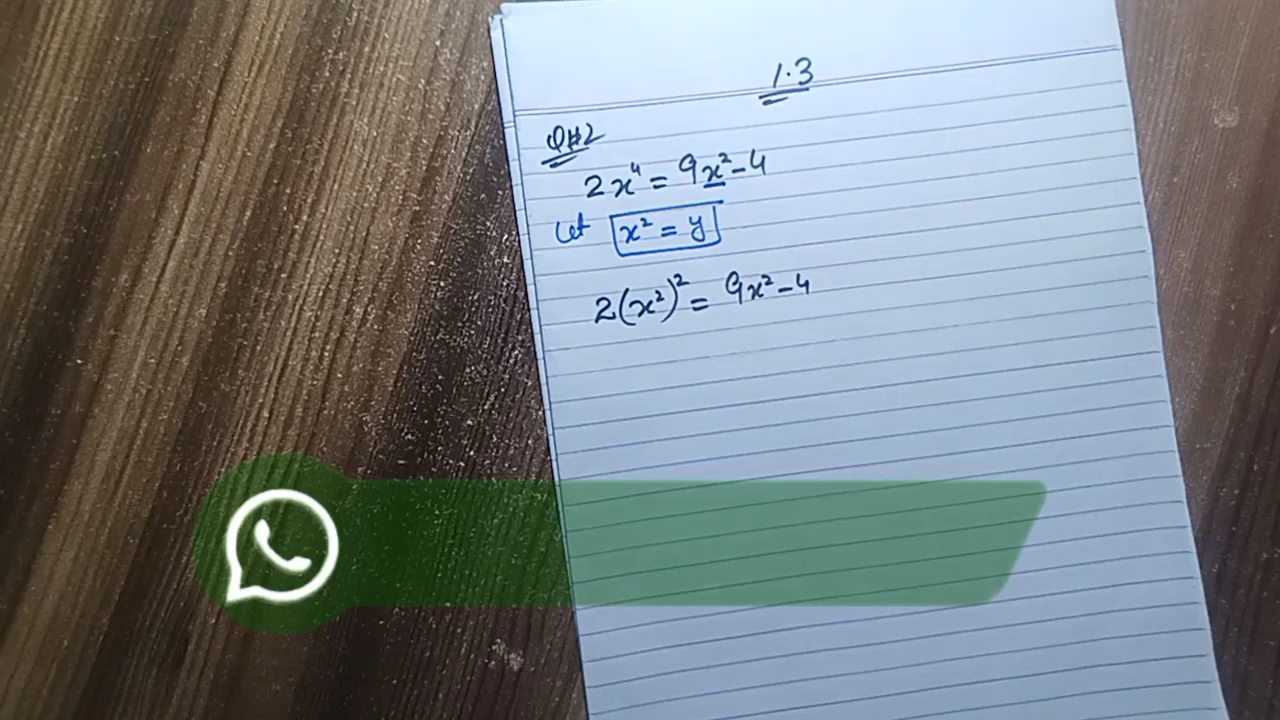 1.3
Q#2
2x⁴ = 9x² - 4
Let x² = y
2(x²)² = 9x² - 4